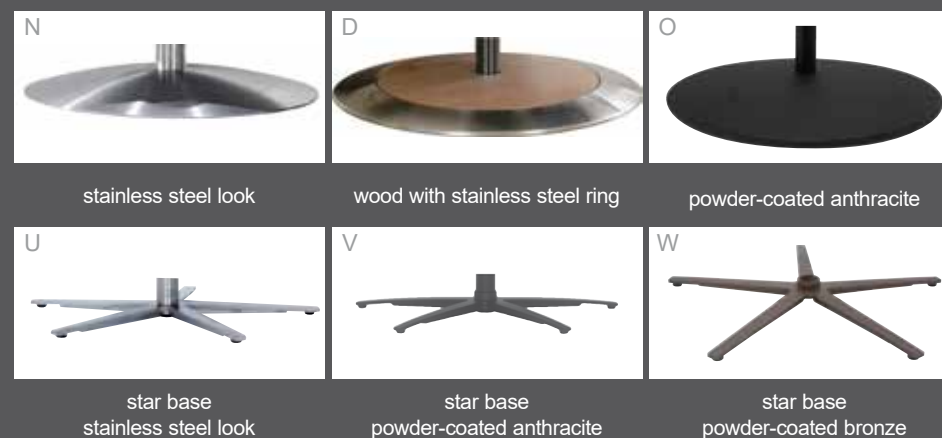 N
D
O
stainless steel look
wood with stainless steel ring
powder-coated anthracite
U
V
W
star base
stainless steel look
star base
powder-coated anthracite
star base
powder-coated bronze